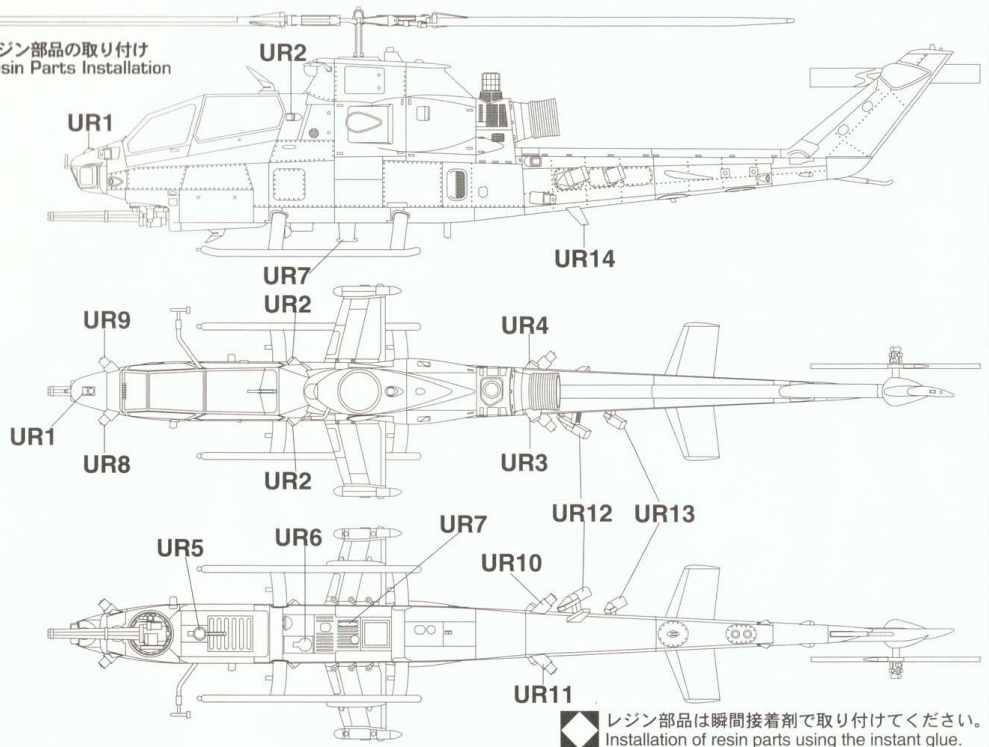 ジン部品の取り付け
esin Parts Installation
UR2
UR1
UR14
UR7
UR2
UR9
UR4
UR1
UR8
UR3
UR2
UR12
UR13
UR7
UR6
UR5
UR10
UR11
レジン部品は瞬間接着剤で取り付けてください。
Installation of resin parts using the instant glue.